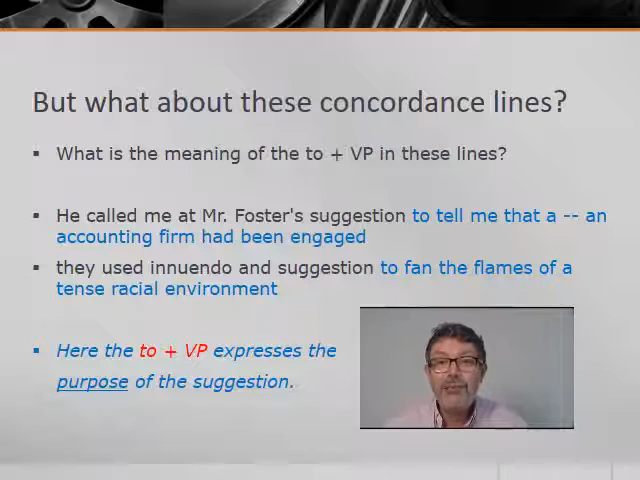 But what about these concordance lines?
▪ What is the meaning of the to + VP in these lines?
▪ He called me at Mr. Foster's suggestion to tell me that a -- an
accounting firm had been engaged
▪ they used innuendo and suggestion to fan the flames of a
tense racial environment
▪ Here the to + VP expresses the
purpose of the suggestion.